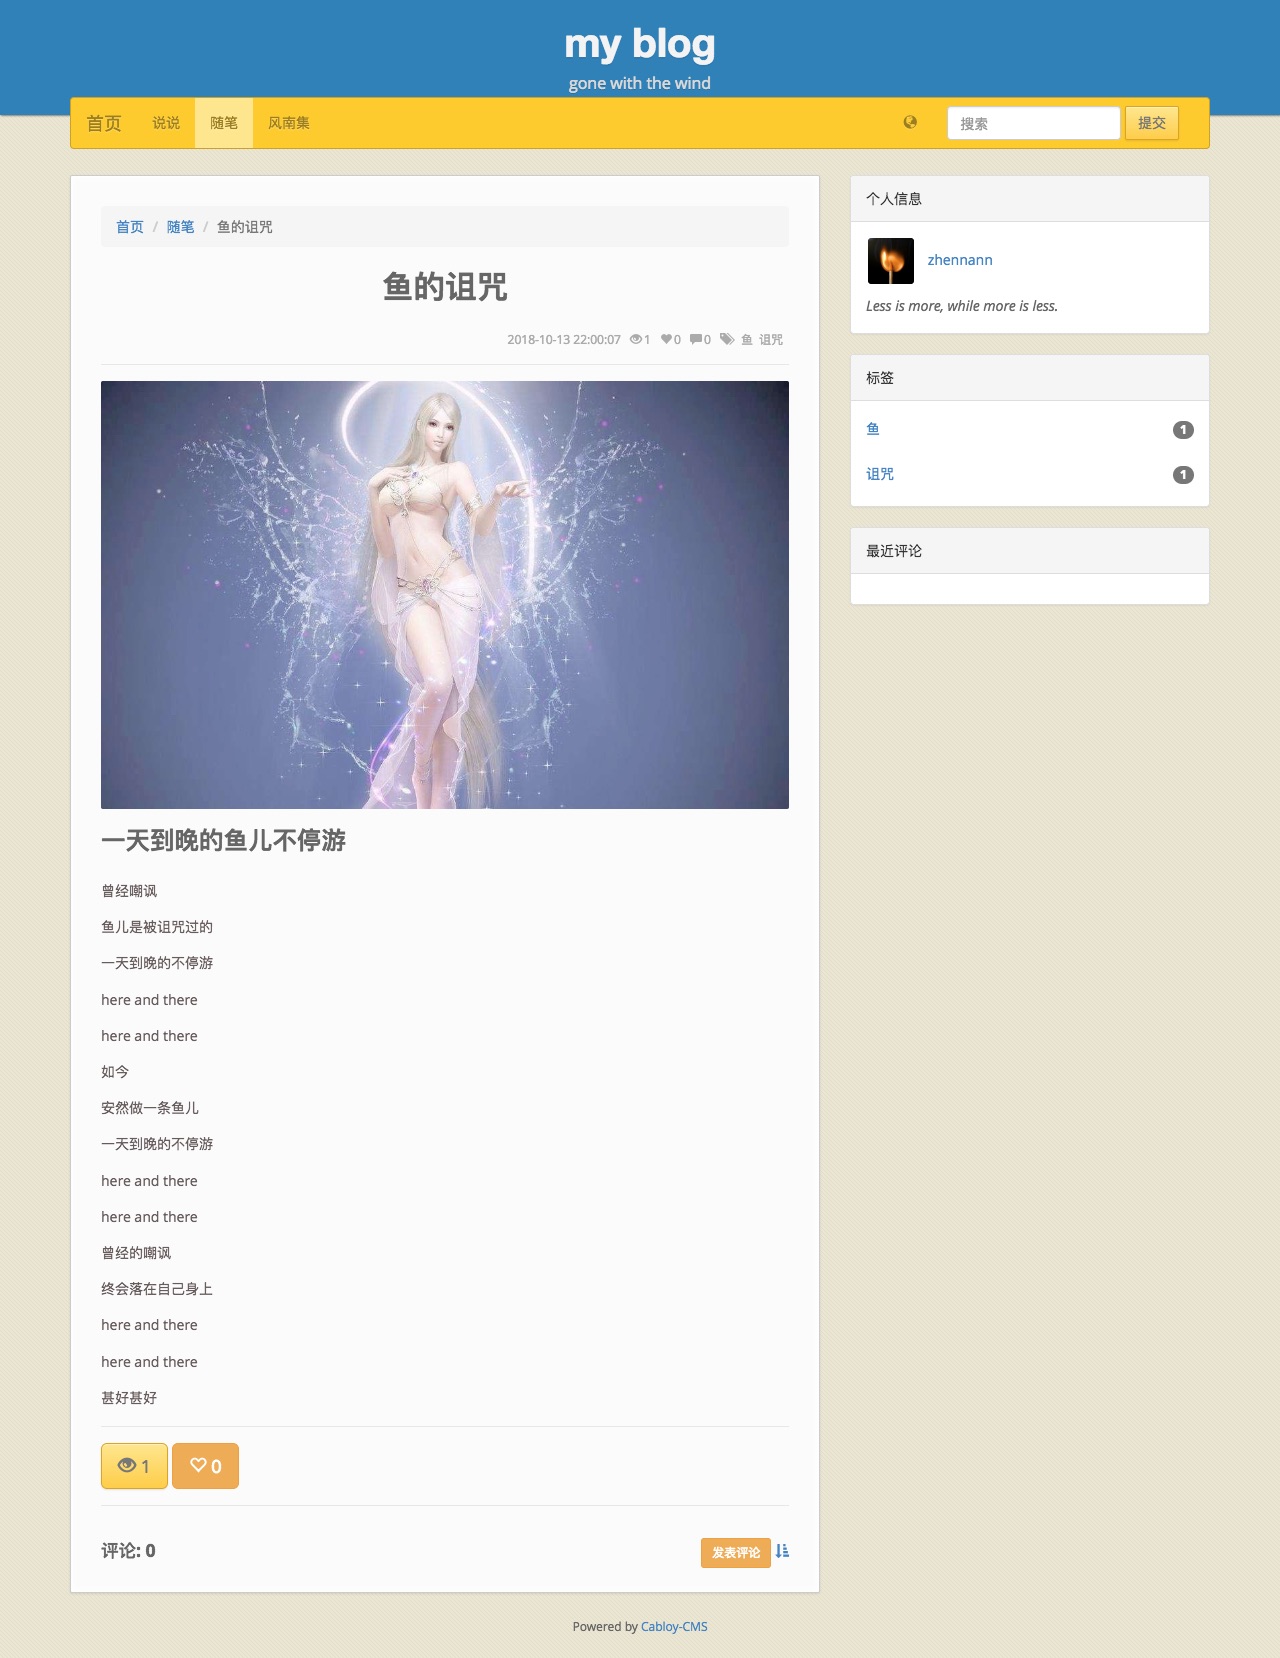 my blog
gone with the wind
首页 说说 随笔 风南集 搜索 提交
首页 / 随笔 / 鱼的诅咒
鱼的诅咒
2018-10-13 22:00:07 1 0 0 鱼 诅咒
一天到晚的鱼儿不停游
曾经嘲讽
鱼儿是被诅咒过的
一天到晚的不停游
here and there
here and there
如今
安然做一条鱼儿
一天到晚的不停游
here and there
here and there
曾经的嘲讽
终会落在自己身上
here and there
here and there
甚好甚好
1 0
评论: 0 发表评论
个人信息
zhennann
Less is more, while more is less.
标签
鱼 1
诅咒 1
最近评论
Powered by Cabloy-CMS